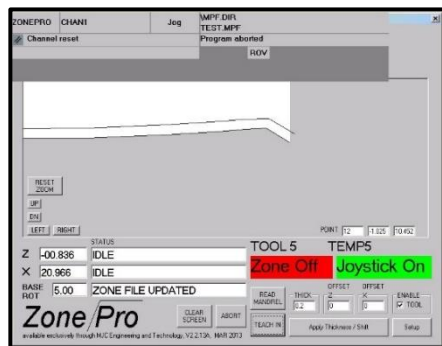 ZONEPRO CHAN1 Jog \MPF.DIR
TEST.MPF
Channel reset Program aborted
ROV
RESET
ZOOM
UP
DN
LEFT RIGHT
POINT 12 -1.025 10.452
STATUS
Z -00.836 IDLE
X 20.966 IDLE
BASE
ROT 5.00 ZONE FILE UPDATED
TOOL 5 TEMP5
Zone Off Joystick On
READ
MANDREL
THICK
0.2
OFFSET
Z
0
OFFSET
X
0
ENABLE
TOOL
Zone/Pro
CLEAR
SCREEN
ABORT
TEACH IN
Apply Thickness / Shift
Setup
available exclusively through MJC Engineering and Technology, V2.2.13A, MAR 2013